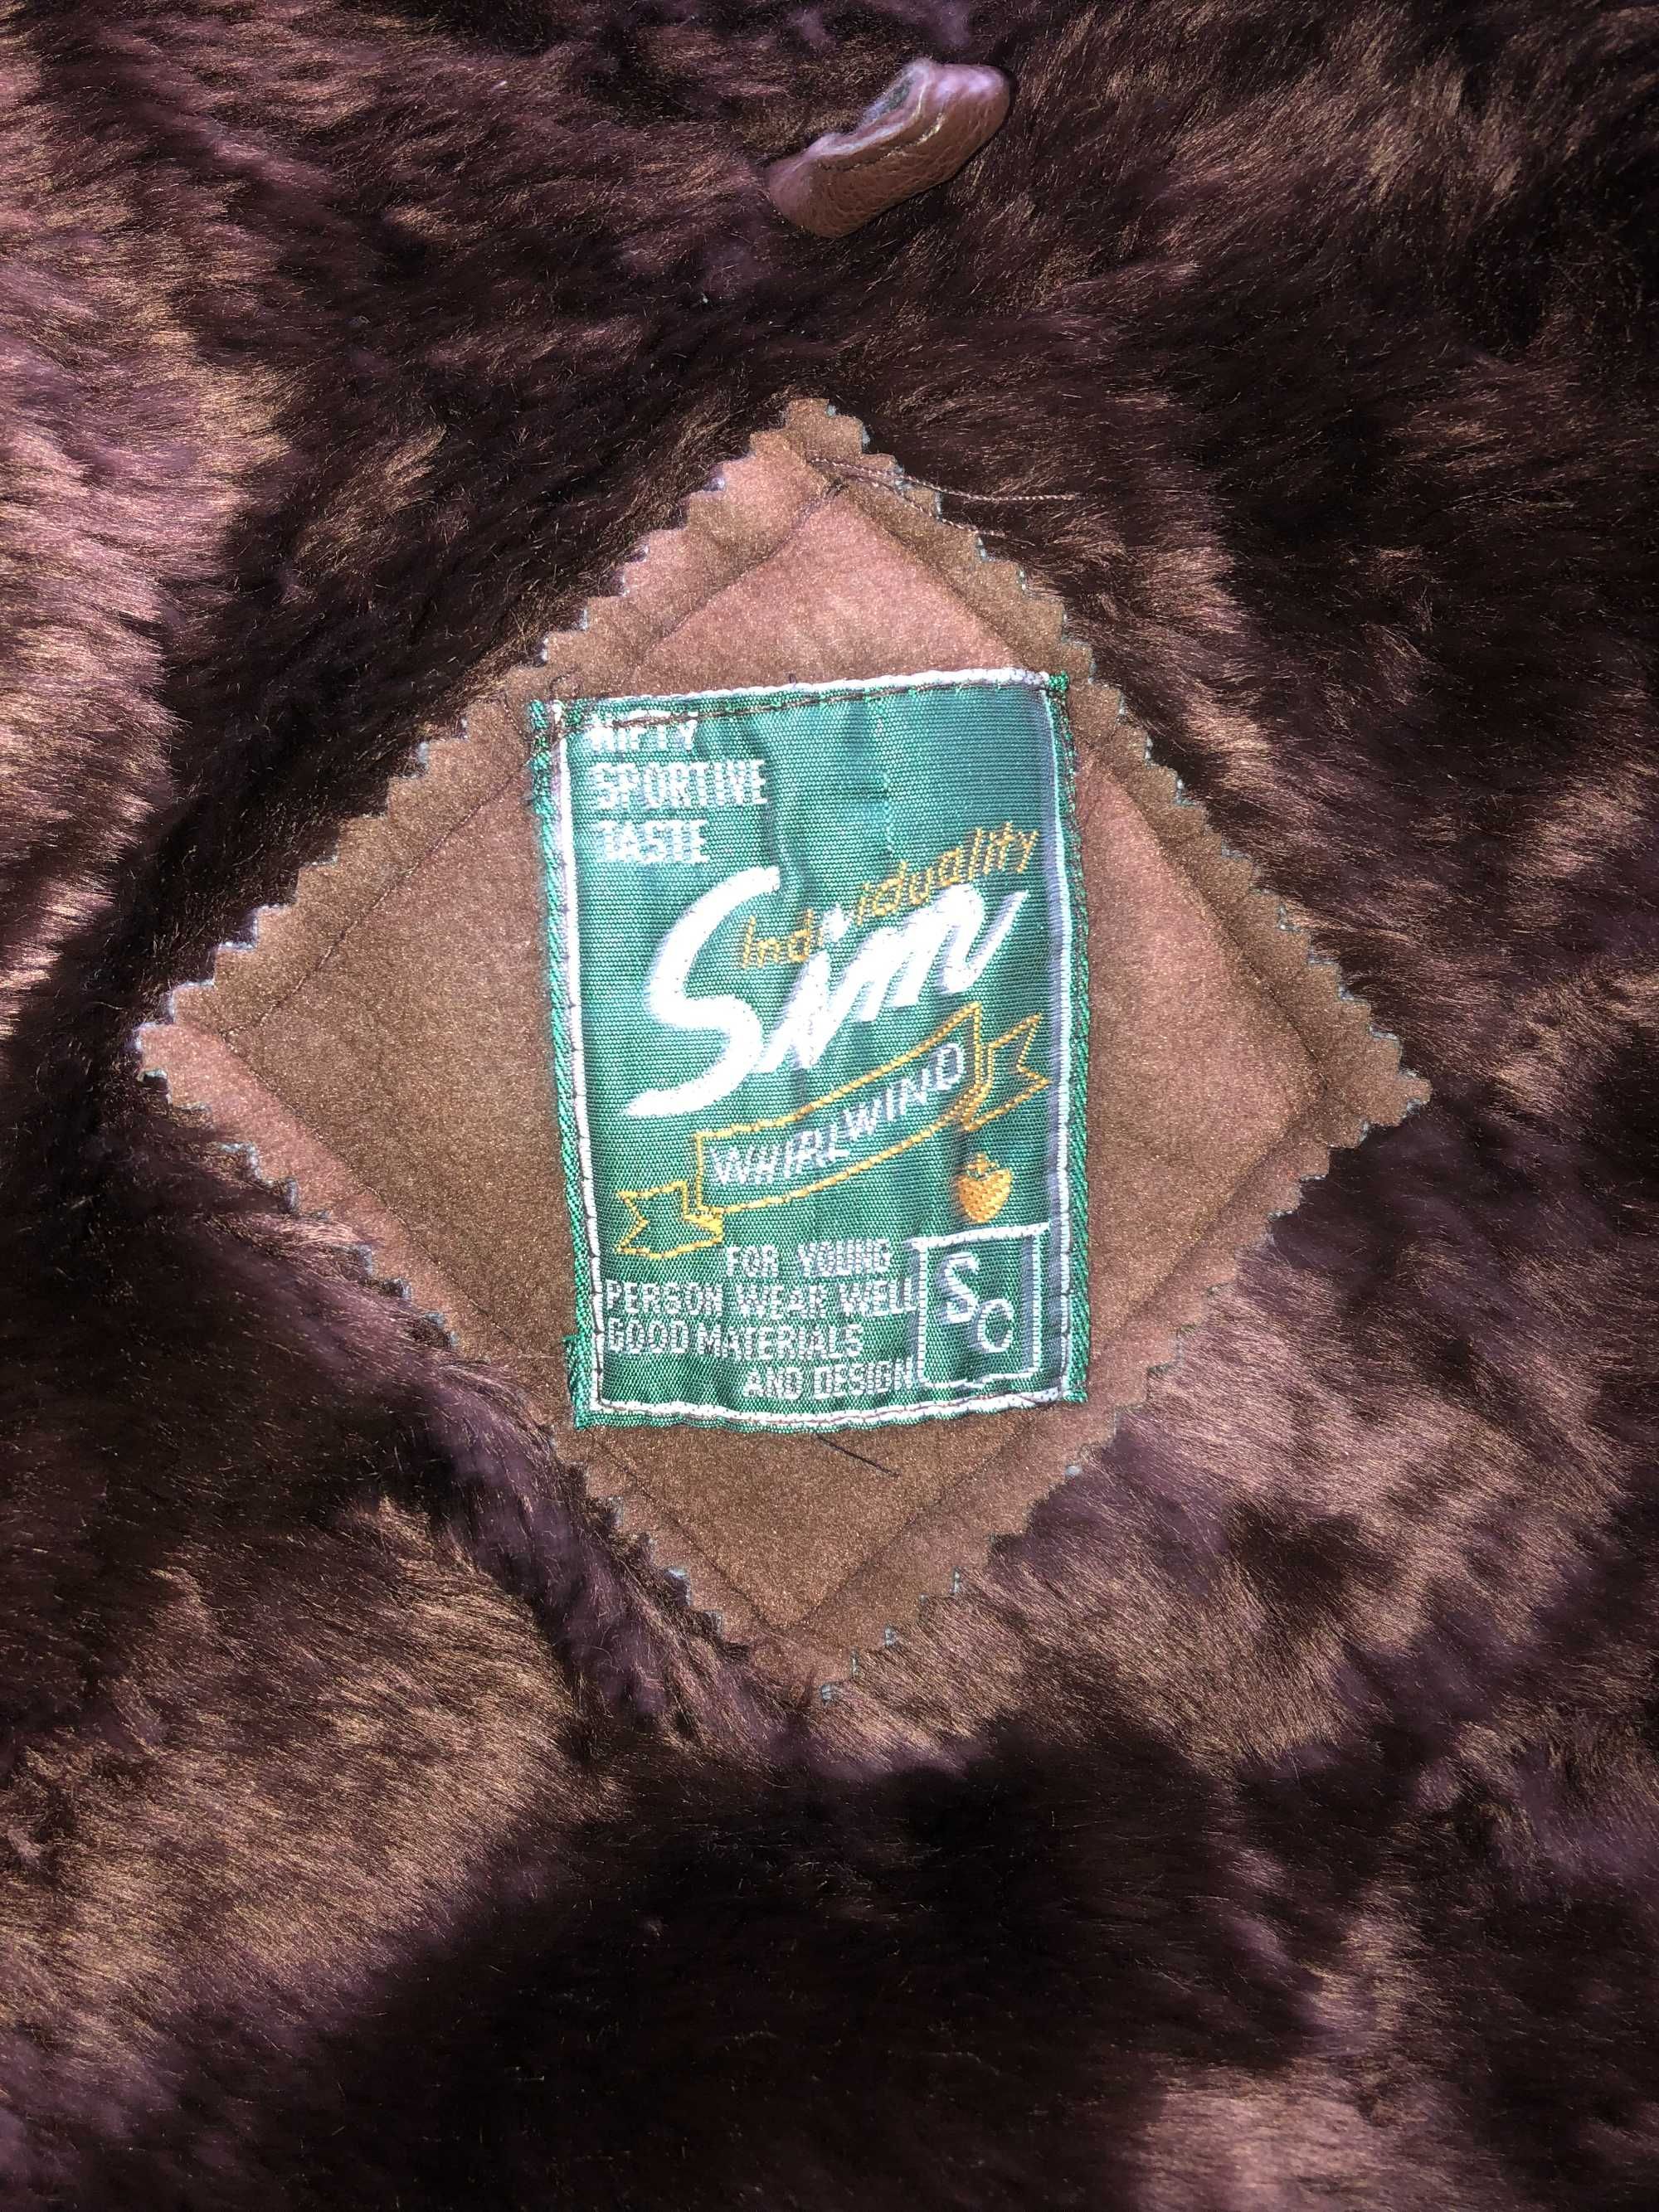 NIFTY
SPORTIVE
TASTE
Individuality
Sim
WHIRLWIND
FOR YOUNG
PERSON WEAR WELL
GOOD MATERIALS
AND DESIGN
SC